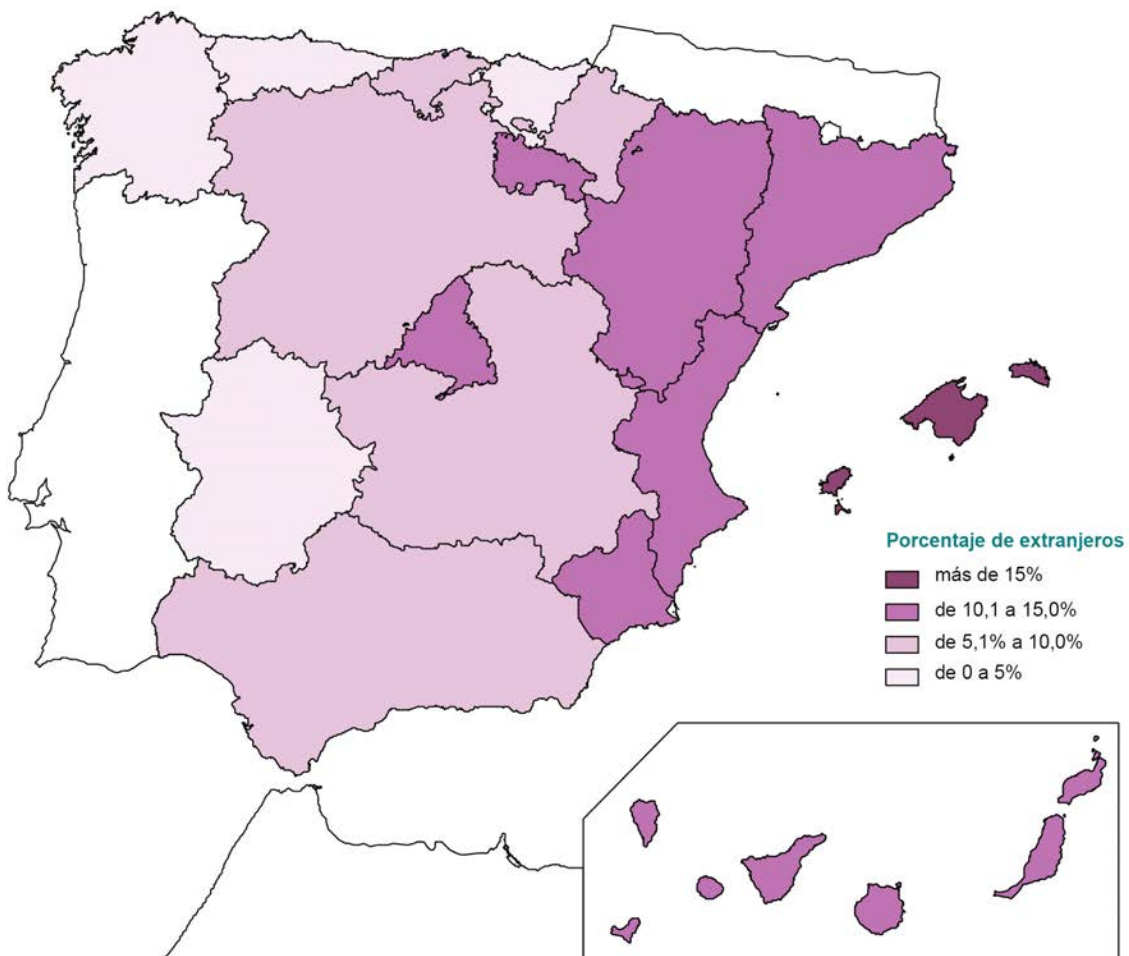 Porcentaje de extranjeros
más de 15%
de 10,1 a 15,0%
de 5,1% a 10,0%
de 0 a 5%